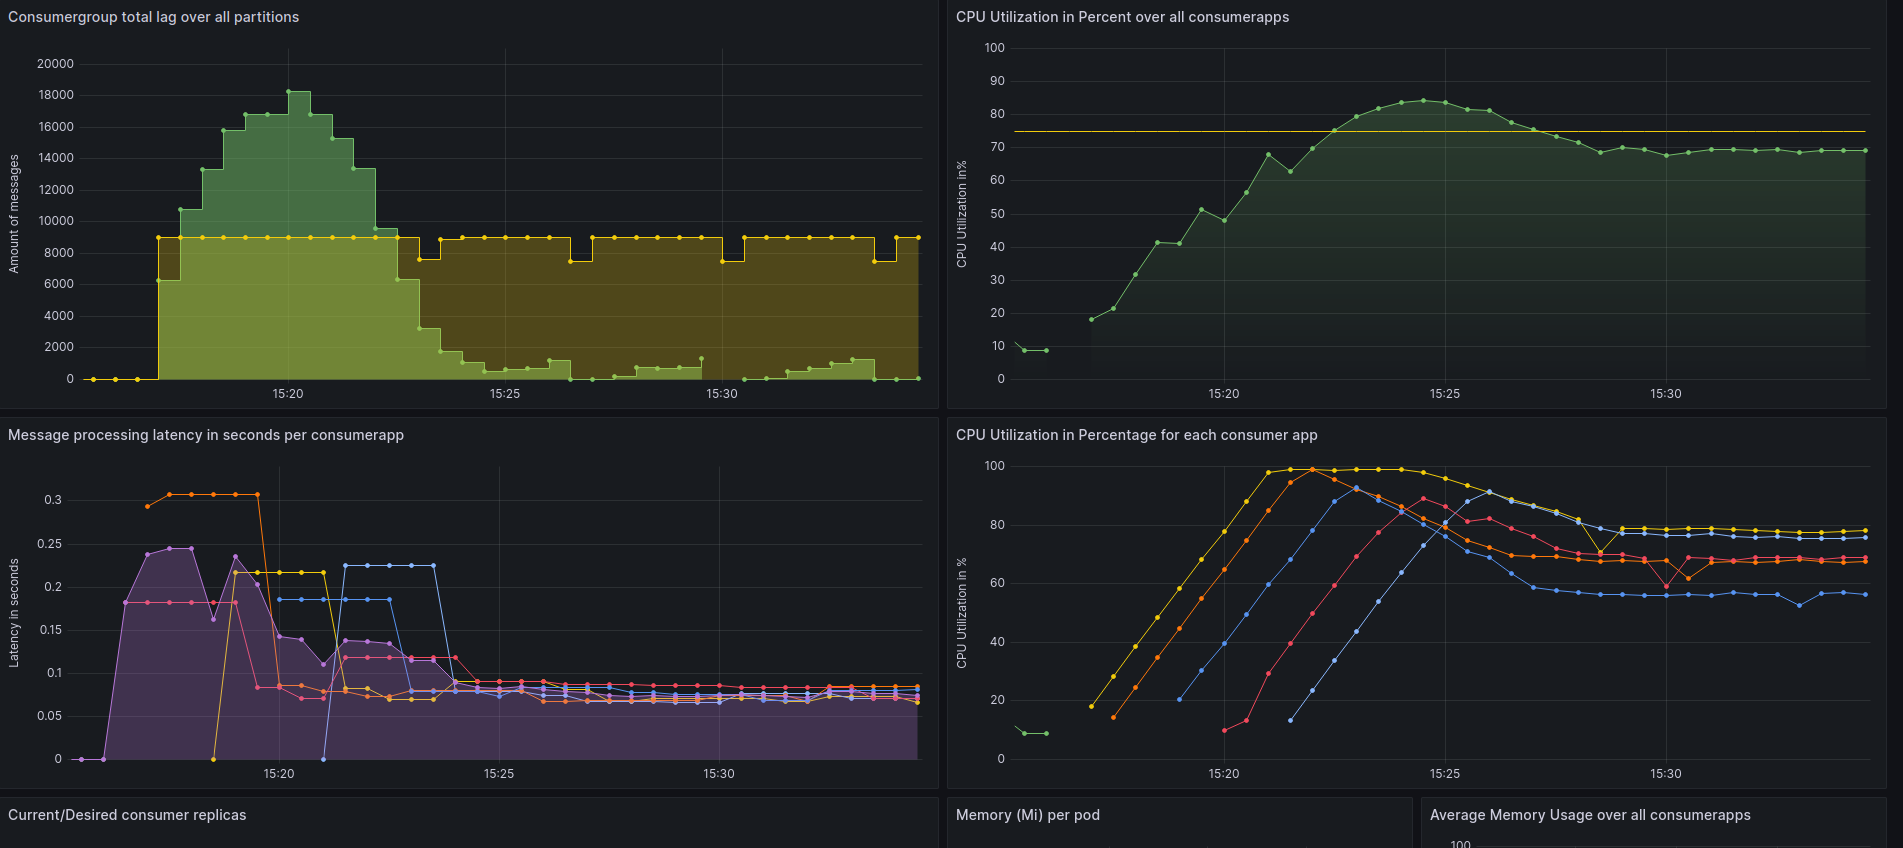 Consumergroup total lag over all partitions
Amount of messages
20000
18000
16000
14000
12000
10000
8000
6000
4000
2000
0
15:20 15:25 15:30
CPU Utilization in Percent over all consumerapps
CPU Utilization in%
100
90
80
70
60
50
40
30
20
10
0
15:20 15:25 15:30
Message processing latency in seconds per consumerapp
Latency in seconds
0.3
0.25
0.2
0.15
0.1
0.05
0
15:20 15:25 15:30
CPU Utilization in Percentage for each consumer app
CPU Utilization in %
100
80
60
40
20
0
15:20 15:25 15:30
Current/Desired consumer replicas
Memory (Mi) per pod
Average Memory Usage over all consumerapps
100